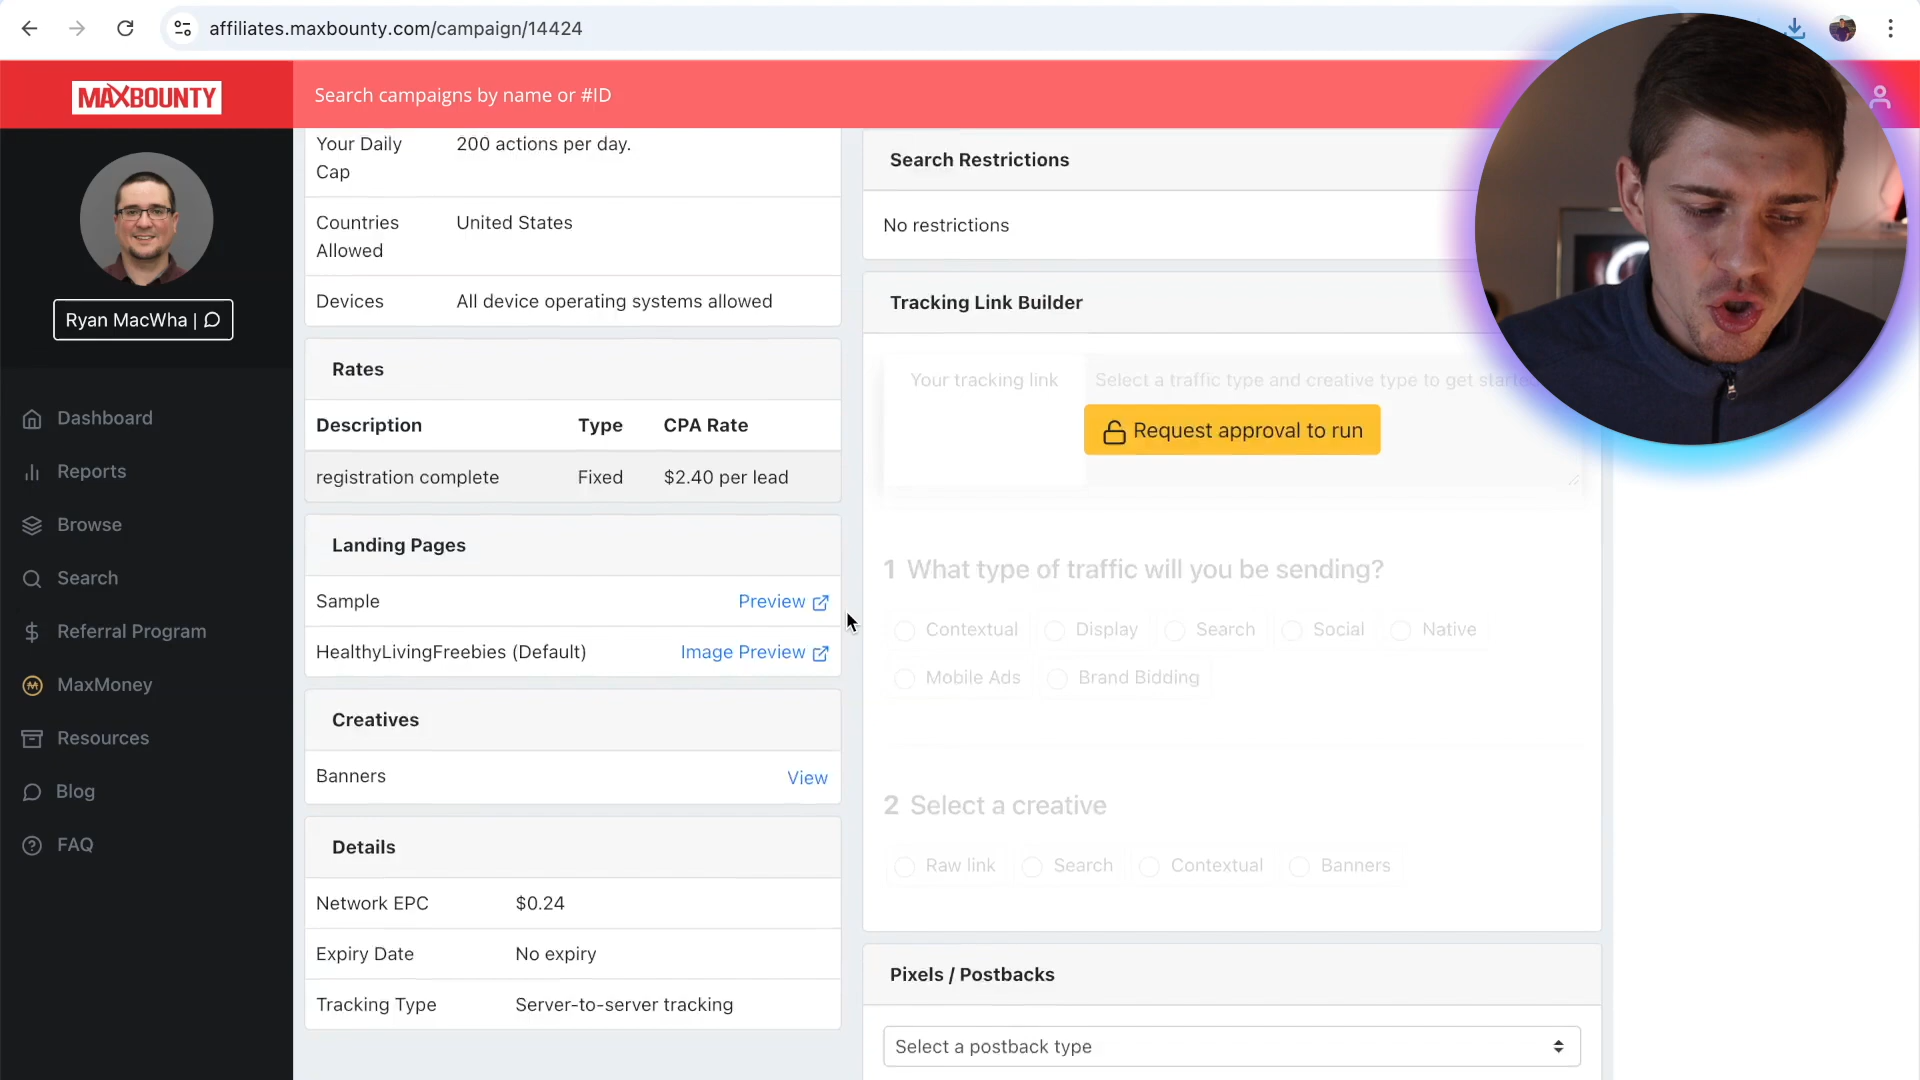 affiliates.maxbounty.com/campaign/14424
MAXBOUNTY
Search campaigns by name or #ID
Ryan MacWha |
Dashboard
Reports
Browse
Search
Referral Program
MaxMoney
Resources
Blog
FAQ
Your Daily Cap 200 actions per day.
Countries Allowed United States
Devices All device operating systems allowed
Rates
Description Type CPA Rate
registration complete Fixed $2.40 per lead
Landing Pages
Sample Preview
HealthyLivingFreebies (Default) Image Preview
Creatives
Banners View
Details
Network EPC $0.24
Expiry Date No expiry
Tracking Type Server-to-server tracking
Search Restrictions
No restrictions
Tracking Link Builder
Your tracking link Select a traffic type and creative type to get started
Request approval to run
1 What type of traffic will you be sending?
Contextual Display Search Social Native
Mobile Ads Brand Bidding
2 Select a creative
Raw link Search Contextual Banners
Pixels / Postbacks
Select a postback type